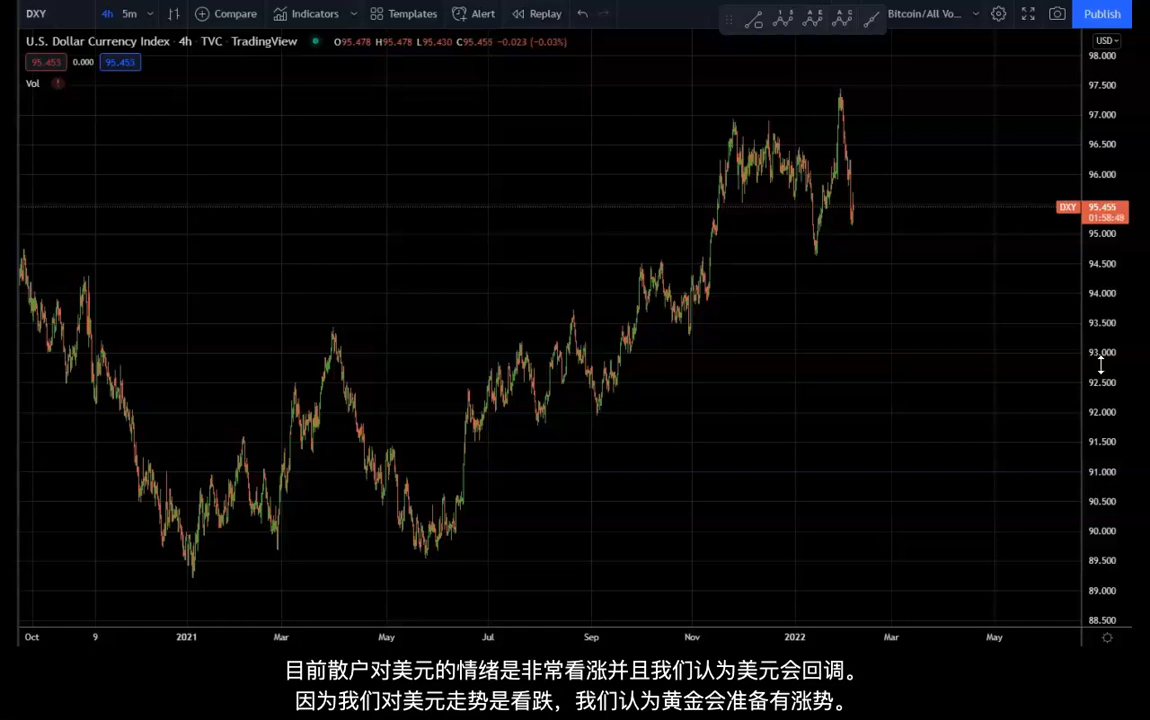 DXY 4h 5m Compare Indicators Templates Alert Replay Bitcoin/All Vo... Publish
1 S A E A C
U.S. Dollar Currency Index · 4h · TVC · TradingView O95.478 H95.478 L95.430 C95.455 −0.023 (−0.03%)
USD
95.453 0.000 95.453
Vol
98.000
97.500
97.000
96.500
96.000
95.500
DXY 95.455
01:58:49
95.000
94.500
94.000
93.500
93.000
92.500
92.000
91.500
91.000
90.500
90.000
89.500
89.000
88.500
Oct 9 2021 Mar May Jul Sep Nov 2022 Mar May
目前散户对美元的情绪是非常看涨并且我们认为美元会回调。
因为我们对美元走势是看跌，我们认为黄金会准备有涨势。